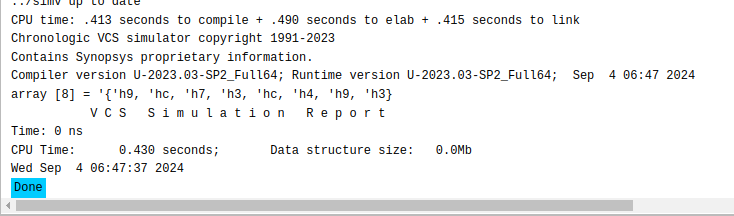 ../simv up to date
CPU time: .413 seconds to compile + .490 seconds to elab + .415 seconds to link
Chronologic VCS simulator copyright 1991-2023
Contains Synopsys proprietary information.
Compiler version U-2023.03-SP2_Full64; Runtime version U-2023.03-SP2_Full64;  Sep  4 06:47 2024
array [8] = '{'h9, 'hc, 'h7, 'h3, 'hc, 'h4, 'h9, 'h3}
           V C S   S i m u l a t i o n   R e p o r t
Time: 0 ns
CPU Time:      0.430 seconds;       Data structure size:   0.0Mb
Wed Sep  4 06:47:37 2024
Done